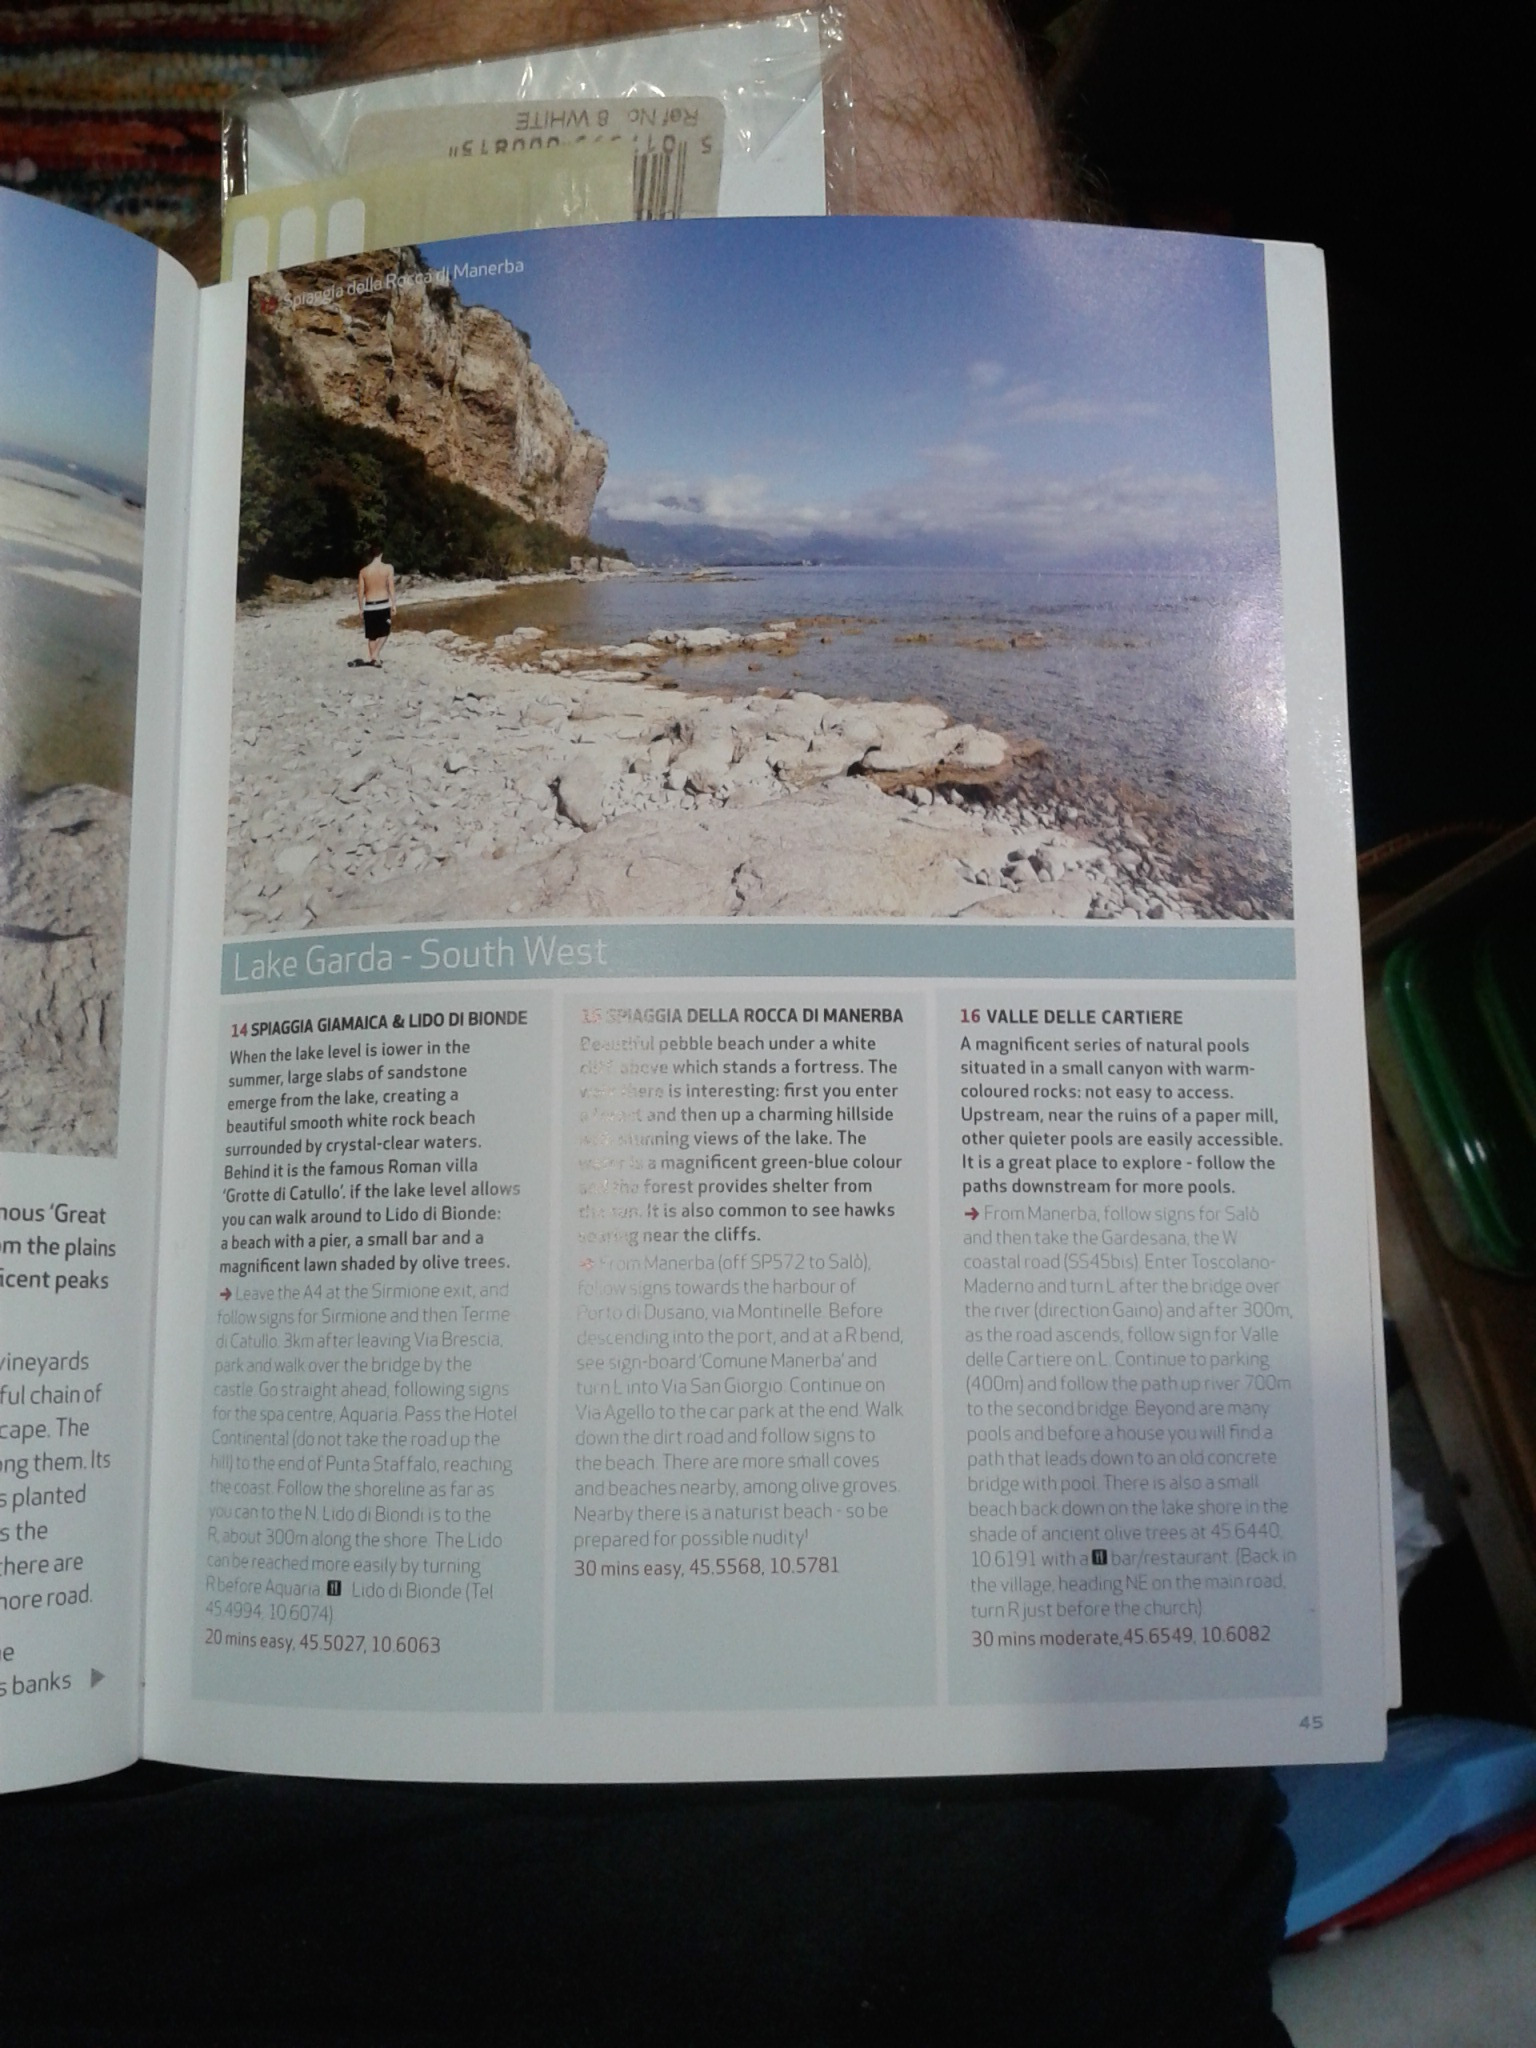 Ref No. 8 WHITE
15 Spiaggia della Rocca di Manerba
Lake Garda - South West
14 SPIAGGIA GIAMAICA & LIDO DI BIONDE
When the lake level is lower in the
summer, large slabs of sandstone
emerge from the lake, creating a
beautiful smooth white rock beach
surrounded by crystal-clear waters.
Behind it is the famous Roman villa
'Grotte di Catullo'. if the lake level allows
you can walk around to Lido di Bionde:
a beach with a pier, a small bar and a
magnificent lawn shaded by olive trees.
➔ Leave the A4 at the Sirmione exit, and
follow signs for Sirmione and then Terme
di Catullo. 3km after leaving Via Brescia,
park and walk over the bridge by the
castle. Go straight ahead, following signs
for the spa centre, Aquaria. Pass the Hotel
Continental (do not take the road up the
hill) to the end of Punta Staffalo, reaching
the coast. Follow the shoreline as far as
you can to the N. Lido di Biondi is to the
R, about 300m along the shore. The Lido
can be reached more easily by turning
R before Aquaria. Lido di Bionde (Tel
45.4994, 10.6074)
20 mins easy, 45.5027, 10.6063
15 SPIAGGIA DELLA ROCCA DI MANERBA
Beautiful pebble beach under a white
cliff above which stands a fortress. The
walk here is interesting: first you enter
a forest and then up a charming hillside
with stunning views of the lake. The
water is a magnificent green-blue colour
and the forest provides shelter from
the sun. It is also common to see hawks
soaring near the cliffs.
➔ From Manerba (off SP572 to Salò),
follow signs towards the harbour of
Porto di Dusano, via Montinelle. Before
descending into the port, and at a R bend,
see sign-board 'Comune Manerba' and
turn L into Via San Giorgio. Continue on
Via Agello to the car park at the end. Walk
down the dirt road and follow signs to
the beach. There are more small coves
and beaches nearby, among olive groves.
Nearby there is a naturist beach - so be
prepared for possible nudity!
30 mins easy, 45.5568, 10.5781
16 VALLE DELLE CARTIERE
A magnificent series of natural pools
situated in a small canyon with warm-
coloured rocks: not easy to access.
Upstream, near the ruins of a paper mill,
other quieter pools are easily accessible.
It is a great place to explore - follow the
paths downstream for more pools.
➔ From Manerba, follow signs for Salò
and then take the Gardesana, the W
coastal road (SS45bis). Enter Toscolano-
Maderno and turn L after the bridge over
the river (direction Gaino) and after 300m,
as the road ascends, follow sign for Valle
delle Cartiere on L. Continue to parking
(400m) and follow the path up river 700m
to the second bridge. Beyond are many
pools and before a house you will find a
path that leads down to an old concrete
bridge with pool. There is also a small
beach back down on the lake shore in the
shade of ancient olive trees at 45.6440,
10.6191 with a bar/restaurant. (Back in
the village, heading NE on the main road,
turn R just before the church)
30 mins moderate, 45.6549, 10.6082
45
nous 'Great
om the plains
ficent peaks
vineyards
ful chain of
cape. The
ong them. Its
s planted
s the
there are
hore road.
s banks